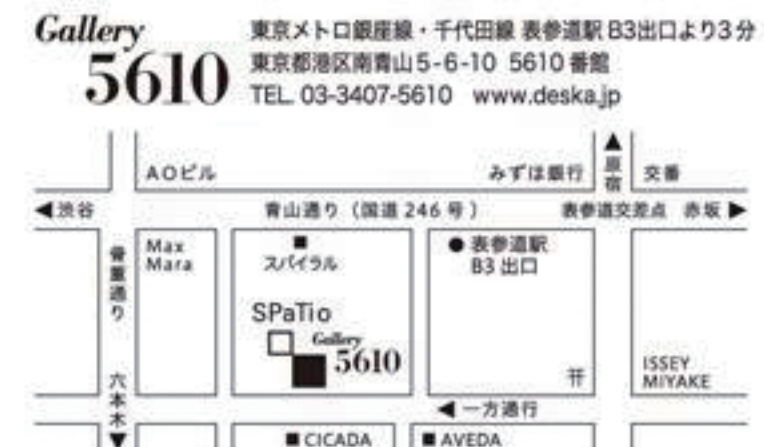 Gallery
5610
東京メトロ銀座線・千代田線 表参道駅 B3出口より3分
東京都港区南青山5-6-10 5610番館
TEL. 03-3407-5610 www.deska.jp
AOビル
みずほ銀行
▲原宿
交番
◀渋谷
青山通り（国道246号）
表参道交差点
赤坂▶
骨董通り
六本木▼
Max
Mara
■
スパイラル
● 表参道駅
B3 出口
SPaTio
Gallery
5610
ISSEY
MIYAKE
◀ 一方通行
■ CICADA
■ AVEDA